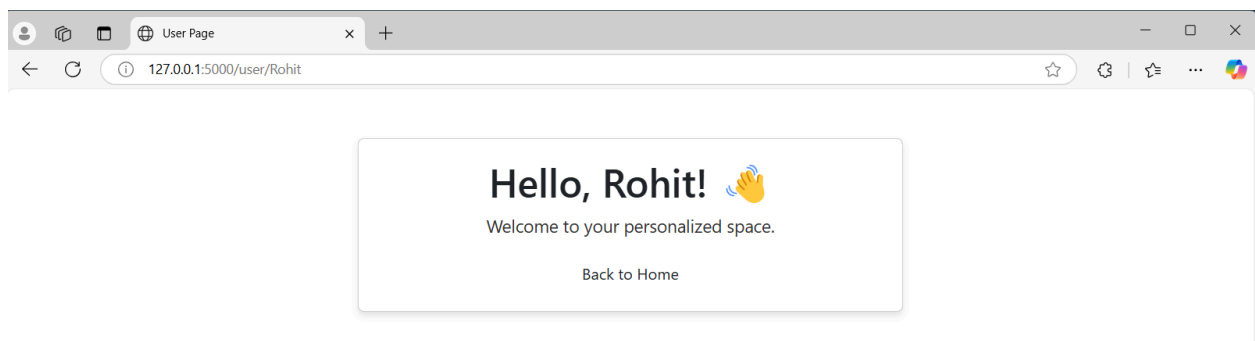 User Page
127.0.0.1:5000/user/Rohit
Hello, Rohit! 👋
Welcome to your personalized space.
Back to Home